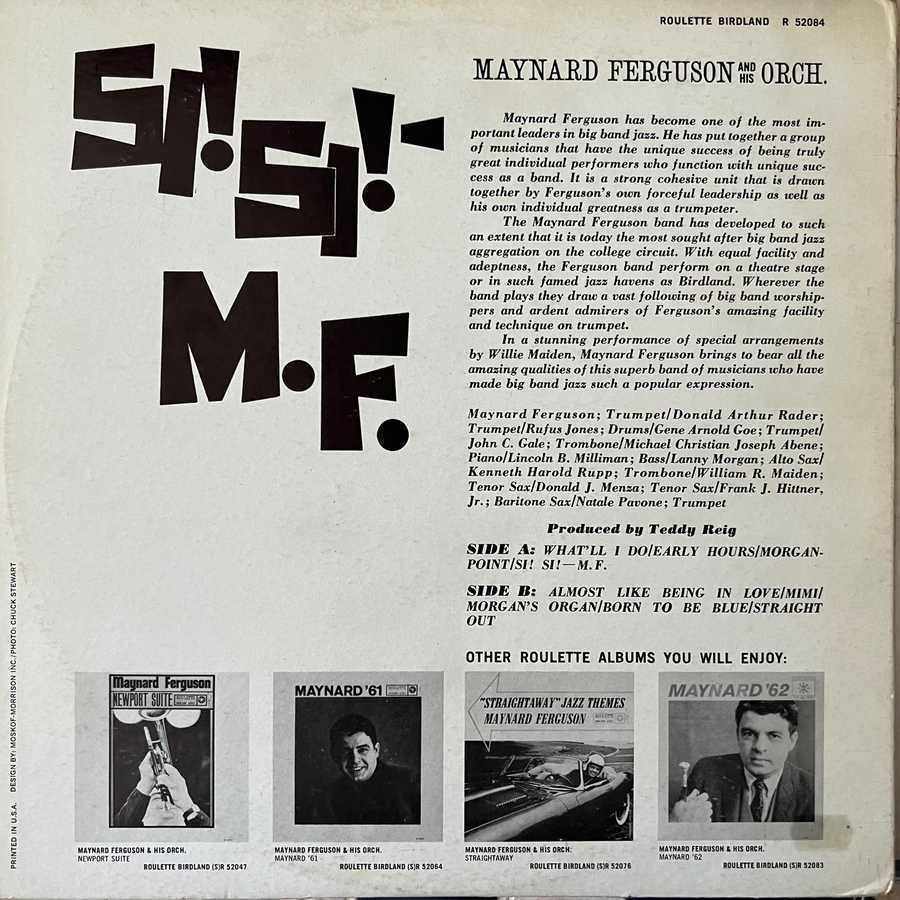 ROULETTE BIRDLAND R 52084
SI! SI!—
M.F.
MAYNARD FERGUSON AND HIS ORCH.
Maynard Ferguson has become one of the most im-
portant leaders in big band jazz. He has put together a group
of musicians that have the unique success of being truly
great individual performers who function with unique suc-
cess as a band. It is a strong cohesive unit that is drawn
together by Ferguson's own forceful leadership as well as
his own individual greatness as a trumpeter.
The Maynard Ferguson band has developed to such
an extent that it is today the most sought after big band jazz
aggregation on the college circuit. With equal facility and
adeptness, the Ferguson band perform on a theatre stage
or in such famed jazz havens as Birdland. Wherever the
band plays they draw a vast following of big band worship-
pers and ardent admirers of Ferguson's amazing facility
and technique on trumpet.
In a stunning performance of special arrangements
by Willie Maiden, Maynard Ferguson brings to bear all the
amazing qualities of this superb band of musicians who have
made big band jazz such a popular expression.
Maynard Ferguson; Trumpet/Donald Arthur Rader;
Trumpet/Rufus Jones; Drums/Gene Arnold Goe; Trumpet/
John C. Gale; Trombone/Michael Christian Joseph Abene;
Piano/Lincoln B. Milliman; Bass/Lanny Morgan; Alto Sax/
Kenneth Harold Rupp; Trombone/William R. Maiden;
Tenor Sax/Donald J. Menza; Tenor Sax/Frank J. Hittner,
Jr.; Baritone Sax/Natale Pavone; Trumpet
Produced by Teddy Reig
SIDE A: WHAT'LL I DO/EARLY HOURS/MORGAN-
POINT/SI! SI!—M.F.
SIDE B: ALMOST LIKE BEING IN LOVE/MIMI/
MORGAN'S ORGAN/BORN TO BE BLUE/STRAIGHT
OUT
OTHER ROULETTE ALBUMS YOU WILL ENJOY:
Maynard Ferguson
NEWPORT SUITE
MAYNARD '61
"STRAIGHTAWAY" JAZZ THEMES
MAYNARD FERGUSON
MAYNARD '62
MAYNARD FERGUSON & HIS ORCH.
NEWPORT SUITE
ROULETTE BIRDLAND (S)R 52047
MAYNARD FERGUSON & HIS ORCH.
MAYNARD '61
ROULETTE BIRDLAND (S)R 52064
MAYNARD FERGUSON & HIS ORCH:
STRAIGHTAWAY
ROULETTE BIRDLAND (S)R 52076
MAYNARD FERGUSON & HIS ORCH.
MAYNARD '62
ROULETTE BIRDLAND (S)R 52083
PRINTED IN U.S.A. DESIGN BY: MOSKOF-MORRISON INC./PHOTO: CHUCK STEWART